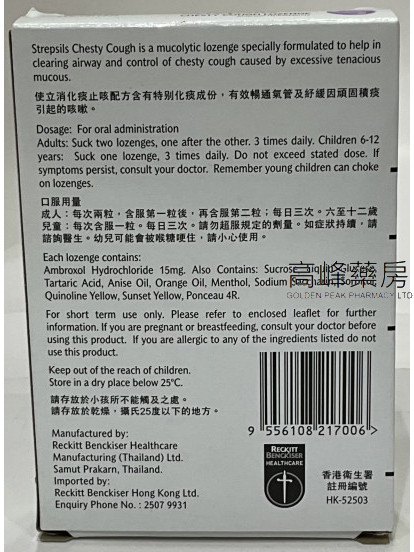 CHESTY COUGH LOZENGE
Strepsils Chesty Cough is a mucolytic lozenge specially formulated to help in
clearing airway and control of chesty cough caused by excessive tenacious
mucous.
使立消化痰止咳配方含有特別化痰成份，有效暢通氣管及紓緩因頑固積痰
引起的咳嗽。
Dosage: For oral administration
Adults: Suck two lozenges, one after the other. 3 times daily. Children 6-12
years: Suck one lozenge, 3 times daily. Do not exceed stated dose. If
symptoms persist, consult your doctor. Remember young children can choke
on lozenges.
口服用量
成人：每次兩粒，含服第一粒後，再含服第二粒；每日三次。六至十二歲
兒童：每次含服一粒。每日三次。請勿超服規定的劑量。如症狀持續，請
諮詢醫生。幼兒可能會被喉糖哽住，請小心使用。
Each lozenge contains:
Ambroxol Hydrochloride 15mg. Also Contains: Sucrose, Liquid Glucose,
Tartaric Acid, Anise Oil, Orange Oil, Menthol, Sodium
Quinoline Yellow, Sunset Yellow, Ponceau 4R.
高峰藥房
GOLDEN PEAK PHARMACY LTD
For short term use only. Please refer to enclosed leaflet for further
information. If you are pregnant or breastfeeding, consult your doctor before
using this product. If you are allergic to any of the ingredients listed do not
use this product.
Keep out of the reach of children.
Store in a dry place below 25°C.
請存放於小孩所不能觸及之處。
請存放於乾燥，攝氏25度以下的地方。
Manufactured by:
Reckitt Benckiser Healthcare
Manufacturing (Thailand) Ltd.
Samut Prakarn, Thailand.
Imported by:
Reckitt Benckiser Hong Kong Ltd.
Enquiry Phone No. : 2507 9931
9 556108 217006 >
RECKITT
BENCKISER
HEALTHCARE
香港衛生署
註冊編號
HK-52503